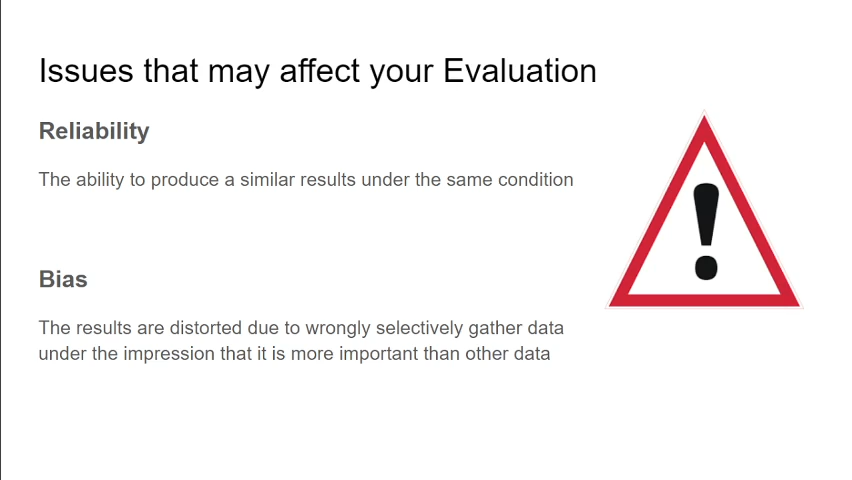 Issues that may affect your Evaluation
Reliability
The ability to produce a similar results under the same condition
Bias
The results are distorted due to wrongly selectively gather data
under the impression that it is more important than other data